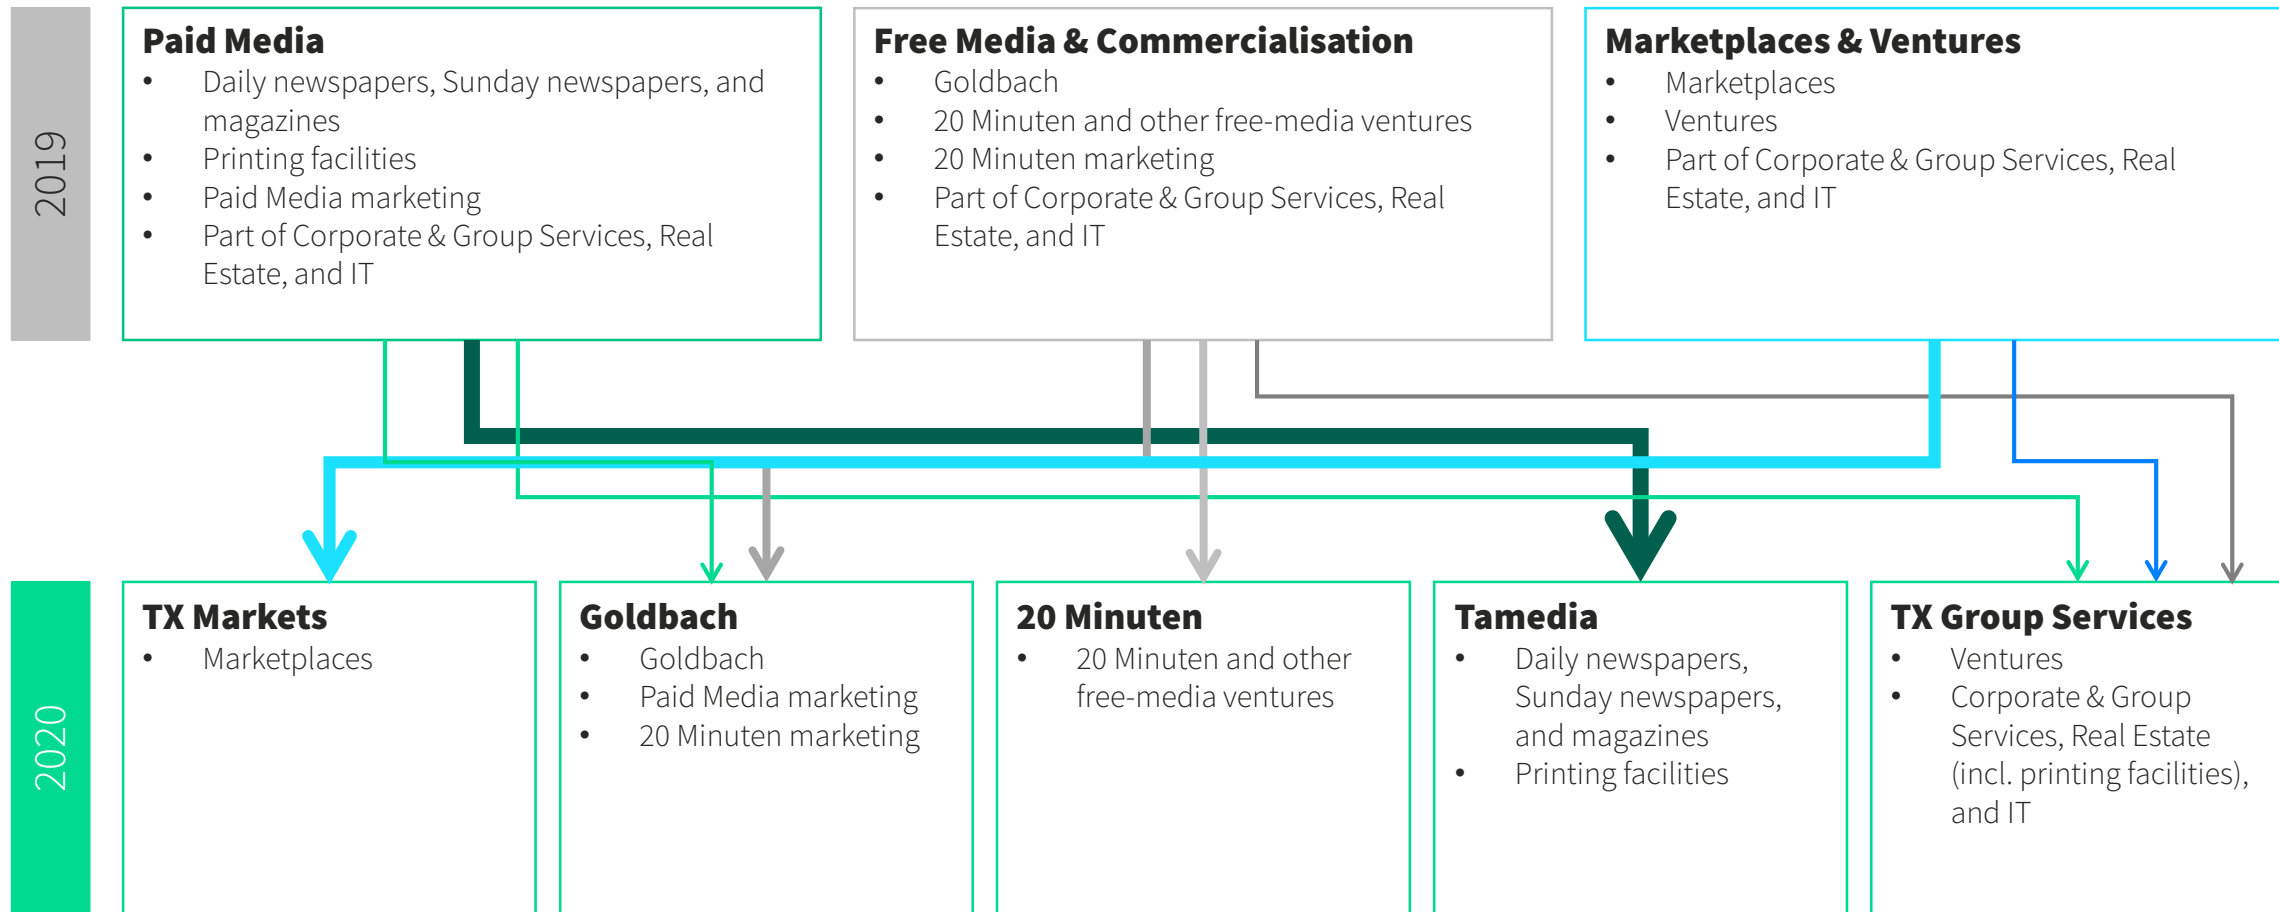 2019
Paid Media
• Daily newspapers, Sunday newspapers, and
magazines
• Printing facilities
• Paid Media marketing
• Part of Corporate & Group Services, Real
Estate, and IT
Free Media & Commercialisation
• Goldbach
• 20 Minuten and other free-media ventures
• 20 Minuten marketing
• Part of Corporate & Group Services, Real
Estate, and IT
Marketplaces & Ventures
• Marketplaces
• Ventures
• Part of Corporate & Group Services, Real
Estate, and IT
2020
TX Markets
• Marketplaces
Goldbach
• Goldbach
• Paid Media marketing
• 20 Minuten marketing
20 Minuten
• 20 Minuten and other
free-media ventures
Tamedia
• Daily newspapers,
Sunday newspapers,
and magazines
• Printing facilities
TX Group Services
• Ventures
• Corporate & Group
Services, Real Estate
(incl. printing facilities),
and IT